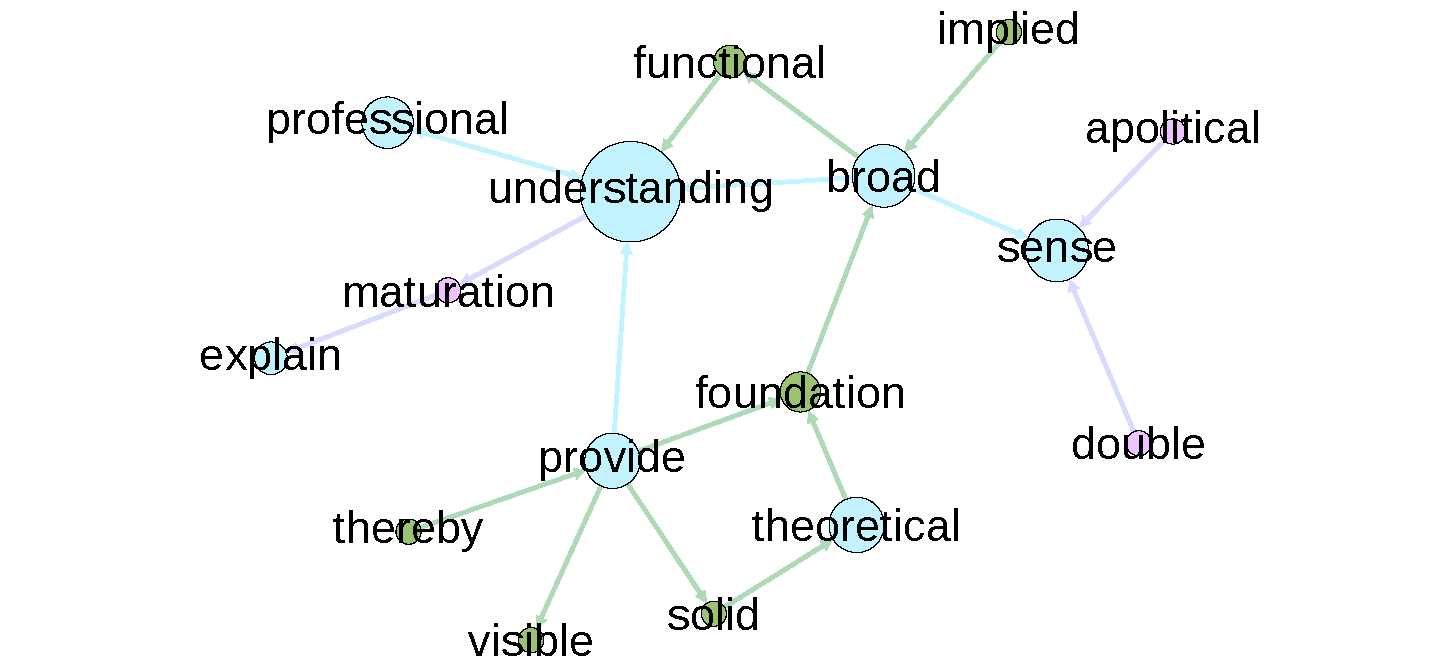 implied
functional
professional
apolitical
understanding
broad
sense
maturation
explain
foundation
provide
double
thereby
theoretical
solid
visible